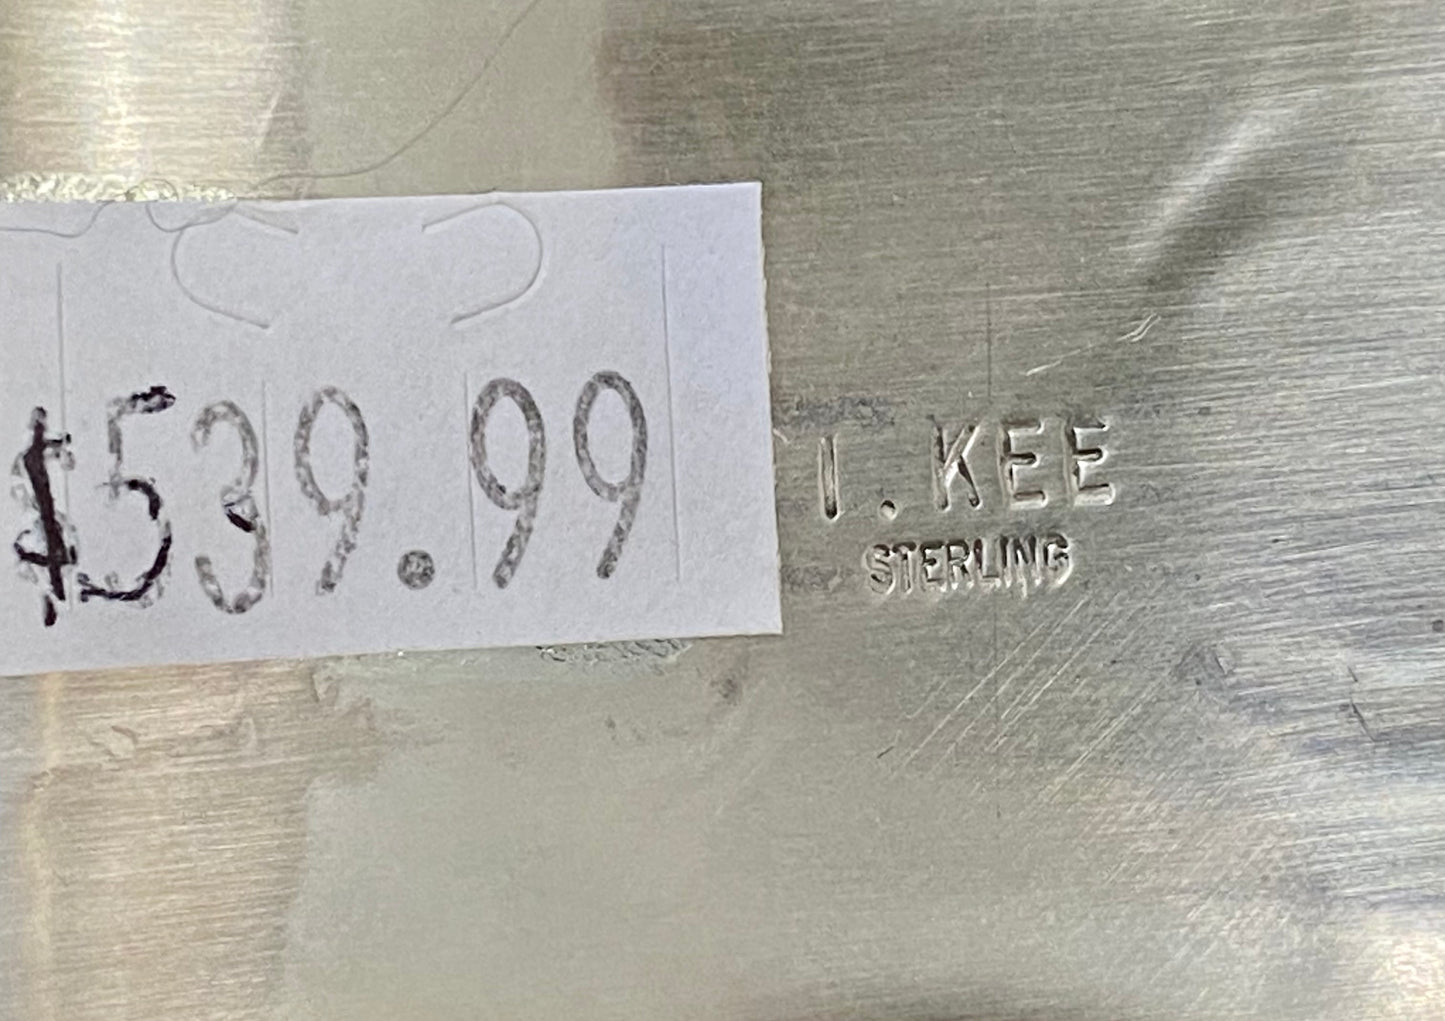 $539.99
I. KEE
STERLING